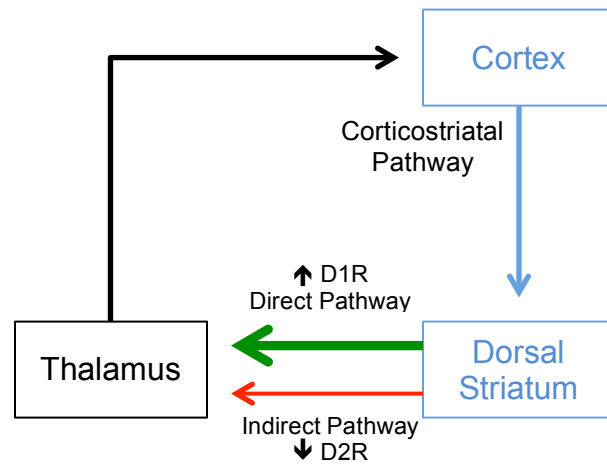 Cortex
Corticostriatal
Pathway
🡹 D1R
Direct Pathway
Thalamus
Dorsal
Striatum
Indirect Pathway
🡻 D2R